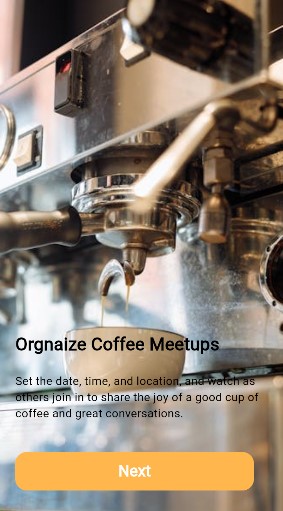 Orgnaize Coffee Meetups
Set the date, time, and location, and watch as
others join in to share the joy of a good cup of
coffee and great conversations.
Next